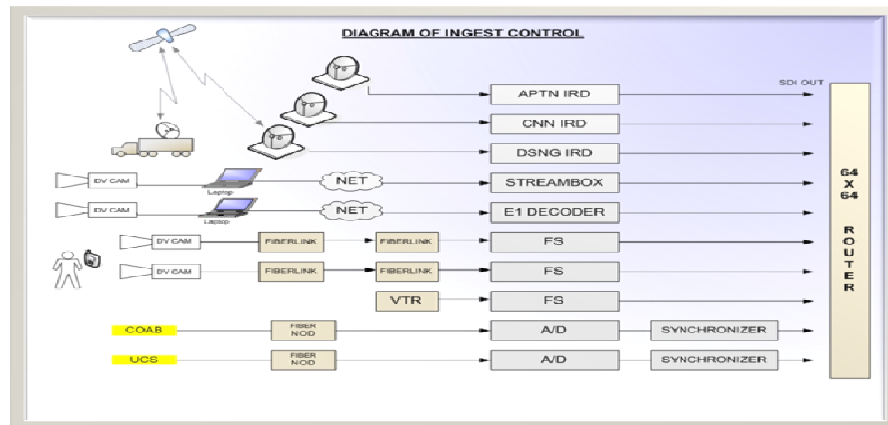 DIAGRAM OF INGEST CONTROL
SDI OUT
APTN IRD
CNN IRD
DSNG IRD
DV CAM
Laptop
NET
STREAMBOX
DV CAM
Laptop
NET
E1 DECODER
DV CAM
FIBERLINK
FIBERLINK
FS
DV CAM
FIBERLINK
FIBERLINK
FS
VTR
FS
COAB
FIBER
NOD
A/D
SYNCHRONIZER
UCS
FIBER
NOD
A/D
SYNCHRONIZER
64
X
64
ROUTER